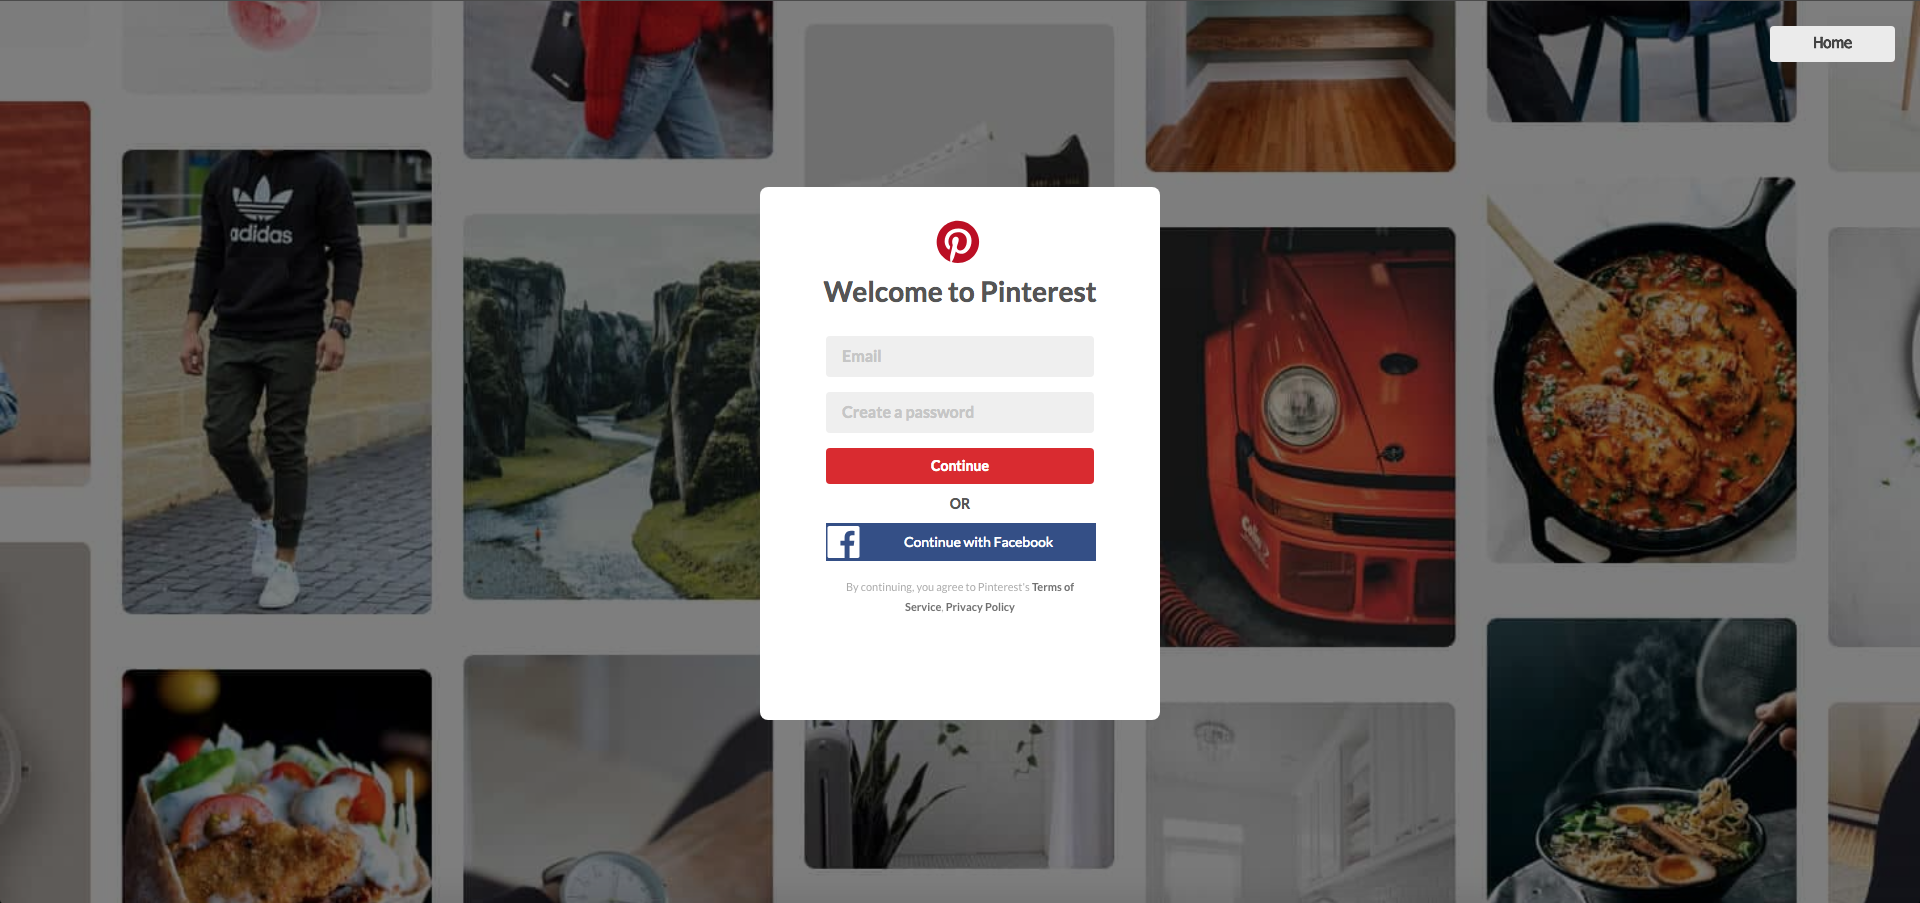 Home
adidas
Welcome to Pinterest
Email
Create a password
Continue
OR
Continue with Facebook
By continuing, you agree to Pinterest's Terms of
Service, Privacy Policy